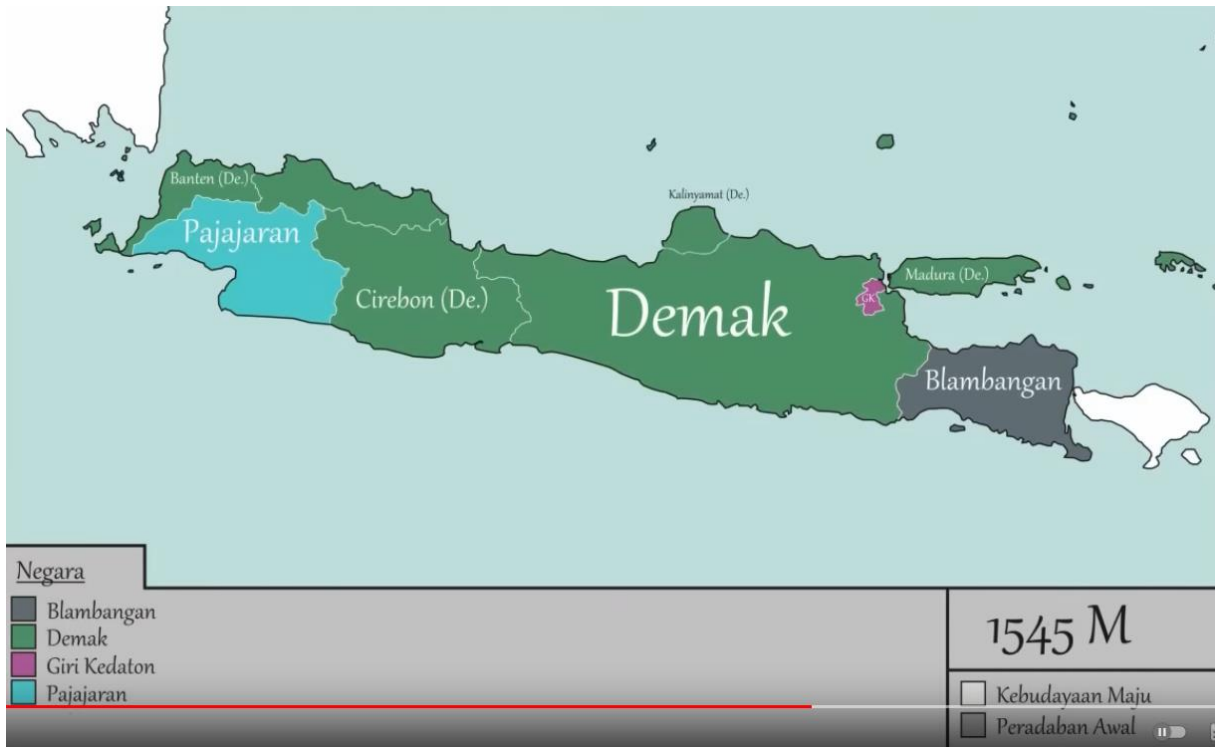 Kalinyamat (De.)
Banten (De.)
Pajajaran
Madura (De.)
Cirebon (De.)
GK
Demak
Blambangan
Negara
Blambangan
Demak
Giri Kedaton
Pajajaran
1545 M
Kebudayaan Maju
Peradaban Awal